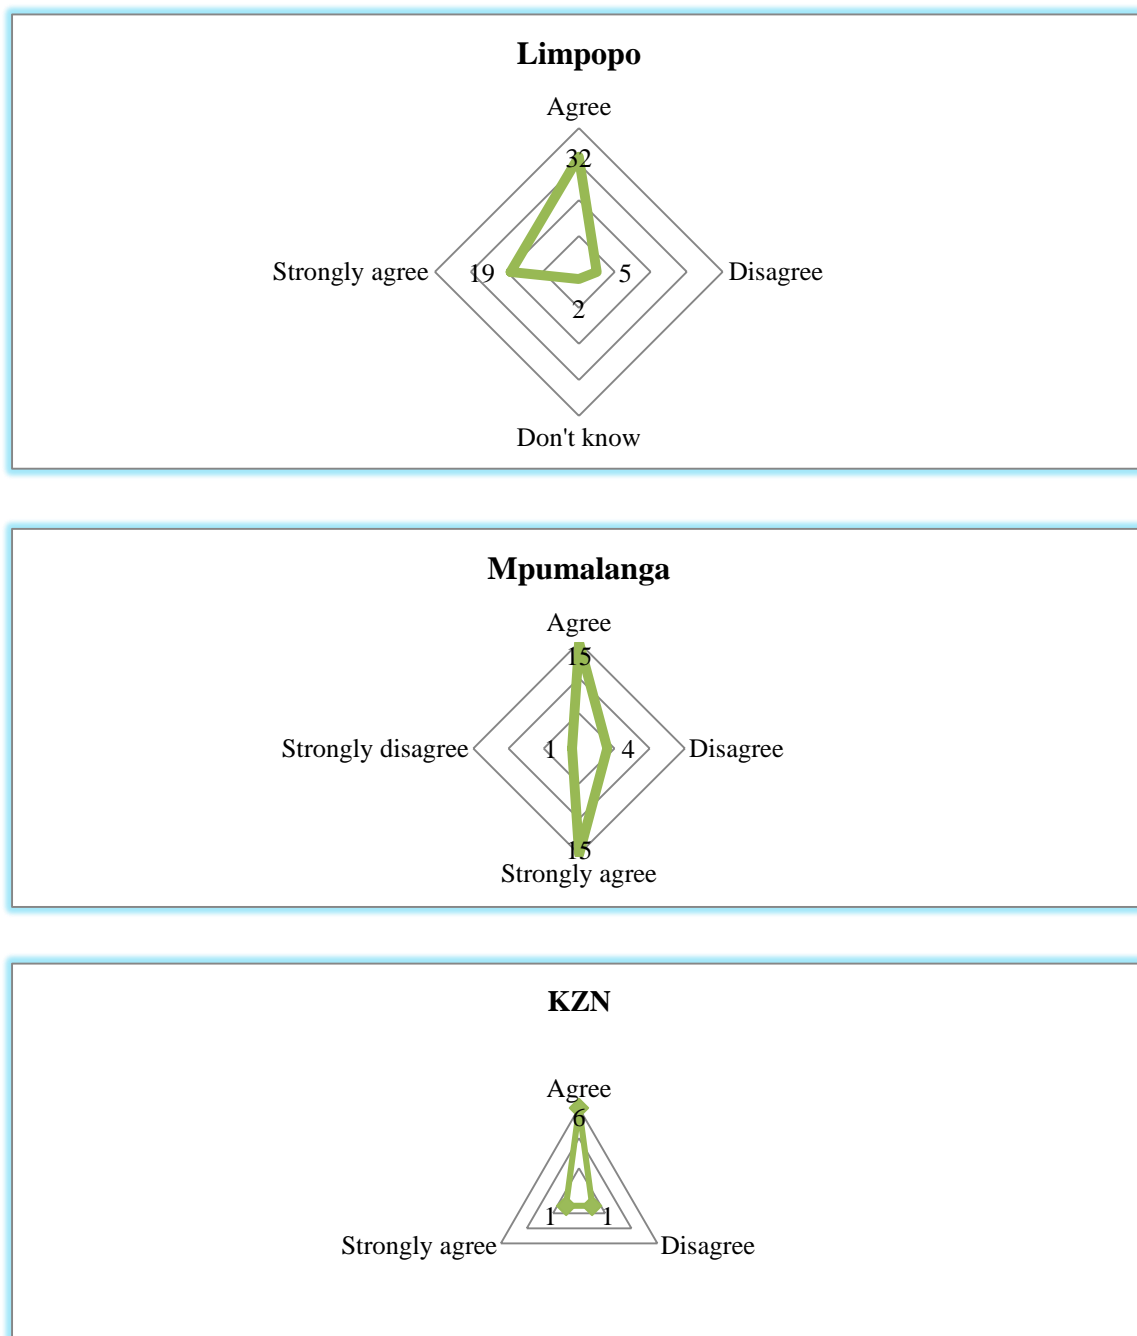 Limpopo
Agree
32
Strongly agree 19 5 Disagree
2
Don't know
Mpumalanga
Agree
15
Strongly disagree 1 4 Disagree
15
Strongly agree
KZN
Agree
6
1 1
Strongly agree Disagree